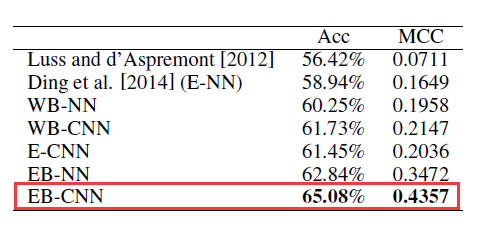 Acc MCC
Luss and d'Aspremont [2012] 56.42% 0.0711
Ding et al. [2014] (E-NN) 58.94% 0.1649
WB-NN 60.25% 0.1958
WB-CNN 61.73% 0.2147
E-CNN 61.45% 0.2036
EB-NN 62.84% 0.3472
EB-CNN 65.08% 0.4357